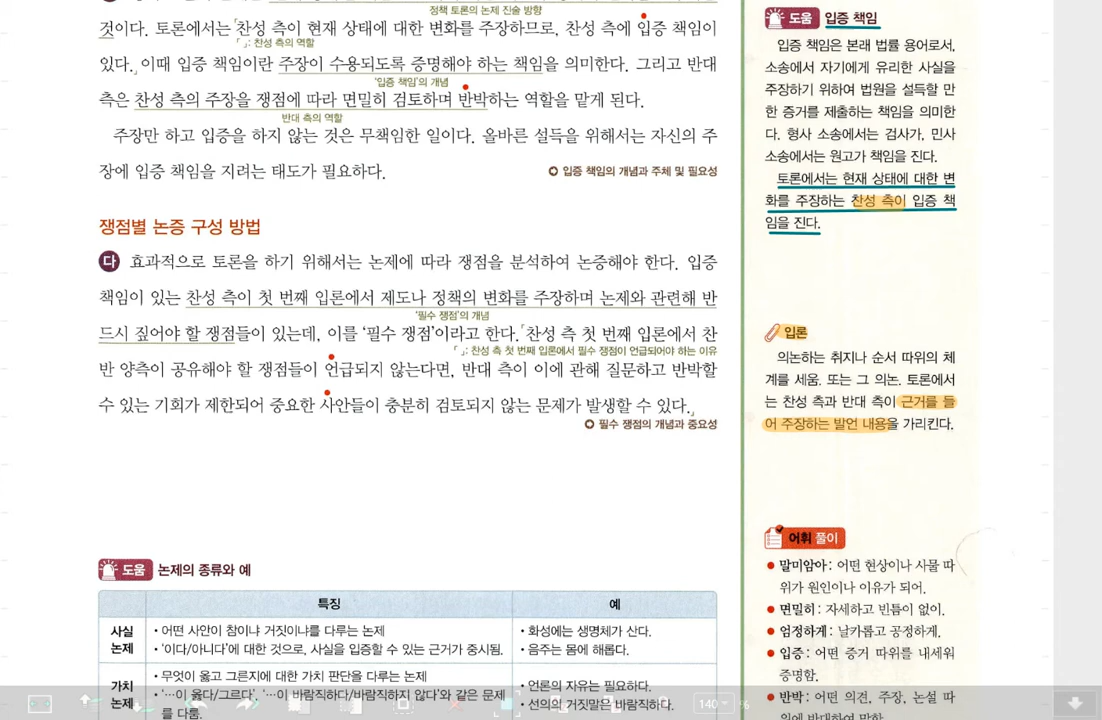 정책 토론의 논제 진술 방향
것이다. 토론에서는 「찬성 측이 현재 상태에 대한 변화를 주장하므로, 찬성 측에 입증 책임이
「 」: 찬성 측의 역할
있다.」 이때 입증 책임이란 주장이 수용되도록 증명해야 하는 책임을 의미한다. 그리고 반대
'입증 책임'의 개념
측은 찬성 측의 주장을 쟁점에 따라 면밀히 검토하며 반박하는 역할을 맡게 된다.
반대 측의 역할
주장만 하고 입증을 하지 않는 것은 무책임한 일이다. 올바른 설득을 위해서는 자신의 주
장에 입증 책임을 지려는 태도가 필요하다.
입증 책임의 개념과 주체 및 필요성
쟁점별 논증 구성 방법
다 효과적으로 토론을 하기 위해서는 논제에 따라 쟁점을 분석하여 논증해야 한다. 입증
책임이 있는 찬성 측이 첫 번째 입론에서 제도나 정책의 변화를 주장하며 논제와 관련해 반
'필수 쟁점'의 개념
드시 짚어야 할 쟁점들이 있는데, 이를 '필수 쟁점'이라고 한다. 「찬성 측 첫 번째 입론에서 찬
「 」: 찬성 측 첫 번째 입론에서 필수 쟁점이 언급되어야 하는 이유
반 양측이 공유해야 할 쟁점들이 언급되지 않는다면, 반대 측이 이에 관해 질문하고 반박할
수 있는 기회가 제한되어 중요한 사안들이 충분히 검토되지 않는 문제가 발생할 수 있다.」
필수 쟁점의 개념과 중요성
도움 논제의 종류와 예
특징 예
사실 논제
• 어떤 사안이 참이냐 거짓이냐를 다루는 논제
• '이다/아니다'에 대한 것으로, 사실을 입증할 수 있는 근거가 중시됨.
• 화성에는 생명체가 산다.
• 음주는 몸에 해롭다.
가치 논제
• 무엇이 옳고 그른지에 대한 가치 판단을 다루는 논제
• '…이 옳다/그르다', '…이 바람직하다/바람직하지 않다'와 같은 문제
를 다룸.
• 언론의 자유는 필요하다.
• 선의의 거짓말은 바람직하다.
도움 입증 책임
입증 책임은 본래 법률 용어로서,
소송에서 자기에게 유리한 사실을
주장하기 위하여 법원을 설득할 만
한 증거를 제출하는 책임을 의미한
다. 형사 소송에서는 검사가, 민사
소송에서는 원고가 책임을 진다.
토론에서는 현재 상태에 대한 변
화를 주장하는 찬성 측이 입증 책
임을 진다.
입론
의논하는 취지나 순서 따위의 체
계를 세움. 또는 그 의논. 토론에서
는 찬성 측과 반대 측이 근거를 들
어 주장하는 발언 내용을 가리킨다.
어휘 풀이
• 말미암아: 어떤 현상이나 사물 따
위가 원인이나 이유가 되어.
• 면밀히: 자세하고 빈틈이 없이.
• 엄정하게: 날카롭고 공정하게.
• 입증: 어떤 증거 따위를 내세워
증명함.
• 반박: 어떤 의견, 주장, 논설 따
위에 반대하여 말함.
140 %